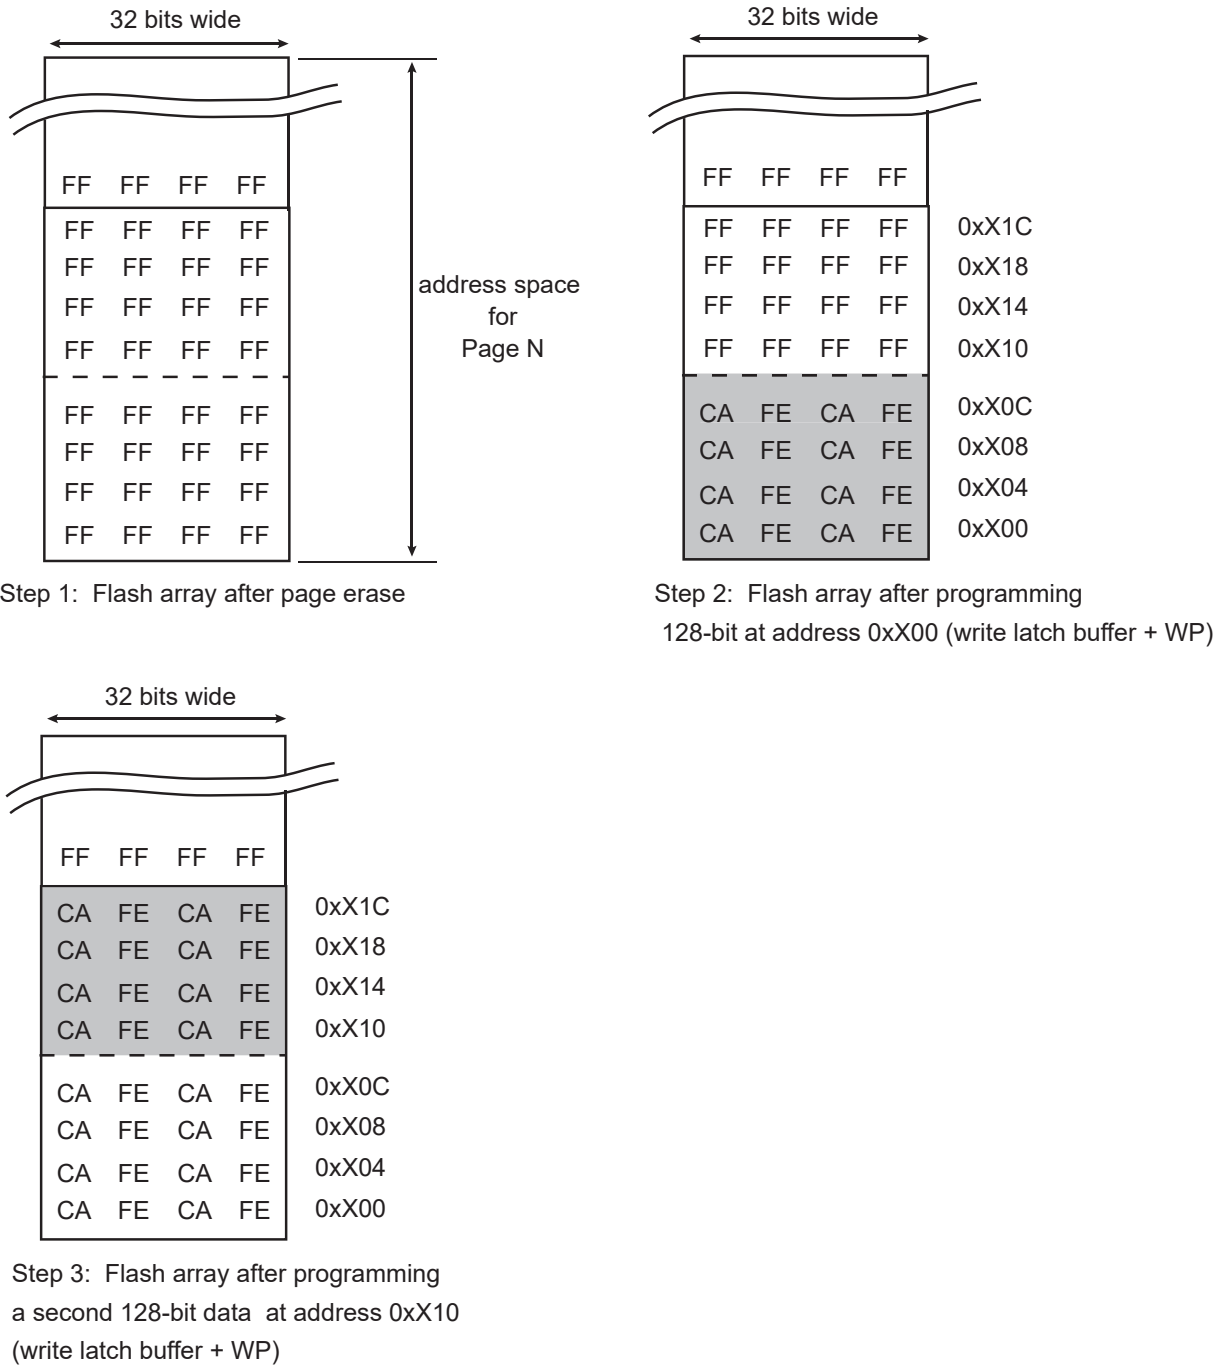 32 bits wide
FF FF FF FF
FF FF FF FF
FF FF FF FF
FF FF FF FF
FF FF FF FF
FF FF FF FF
FF FF FF FF
FF FF FF FF
FF FF FF FF
address space
for
Page N
Step 1: Flash array after page erase
32 bits wide
FF FF FF FF
FF FF FF FF 0xX1C
FF FF FF FF 0xX18
FF FF FF FF 0xX14
FF FF FF FF 0xX10
CA FE CA FE 0xX0C
CA FE CA FE 0xX08
CA FE CA FE 0xX04
CA FE CA FE 0xX00
Step 2: Flash array after programming
128-bit at address 0xX00 (write latch buffer + WP)
32 bits wide
FF FF FF FF
CA FE CA FE 0xX1C
CA FE CA FE 0xX18
CA FE CA FE 0xX14
CA FE CA FE 0xX10
CA FE CA FE 0xX0C
CA FE CA FE 0xX08
CA FE CA FE 0xX04
CA FE CA FE 0xX00
Step 3: Flash array after programming
a second 128-bit data at address 0xX10
(write latch buffer + WP)